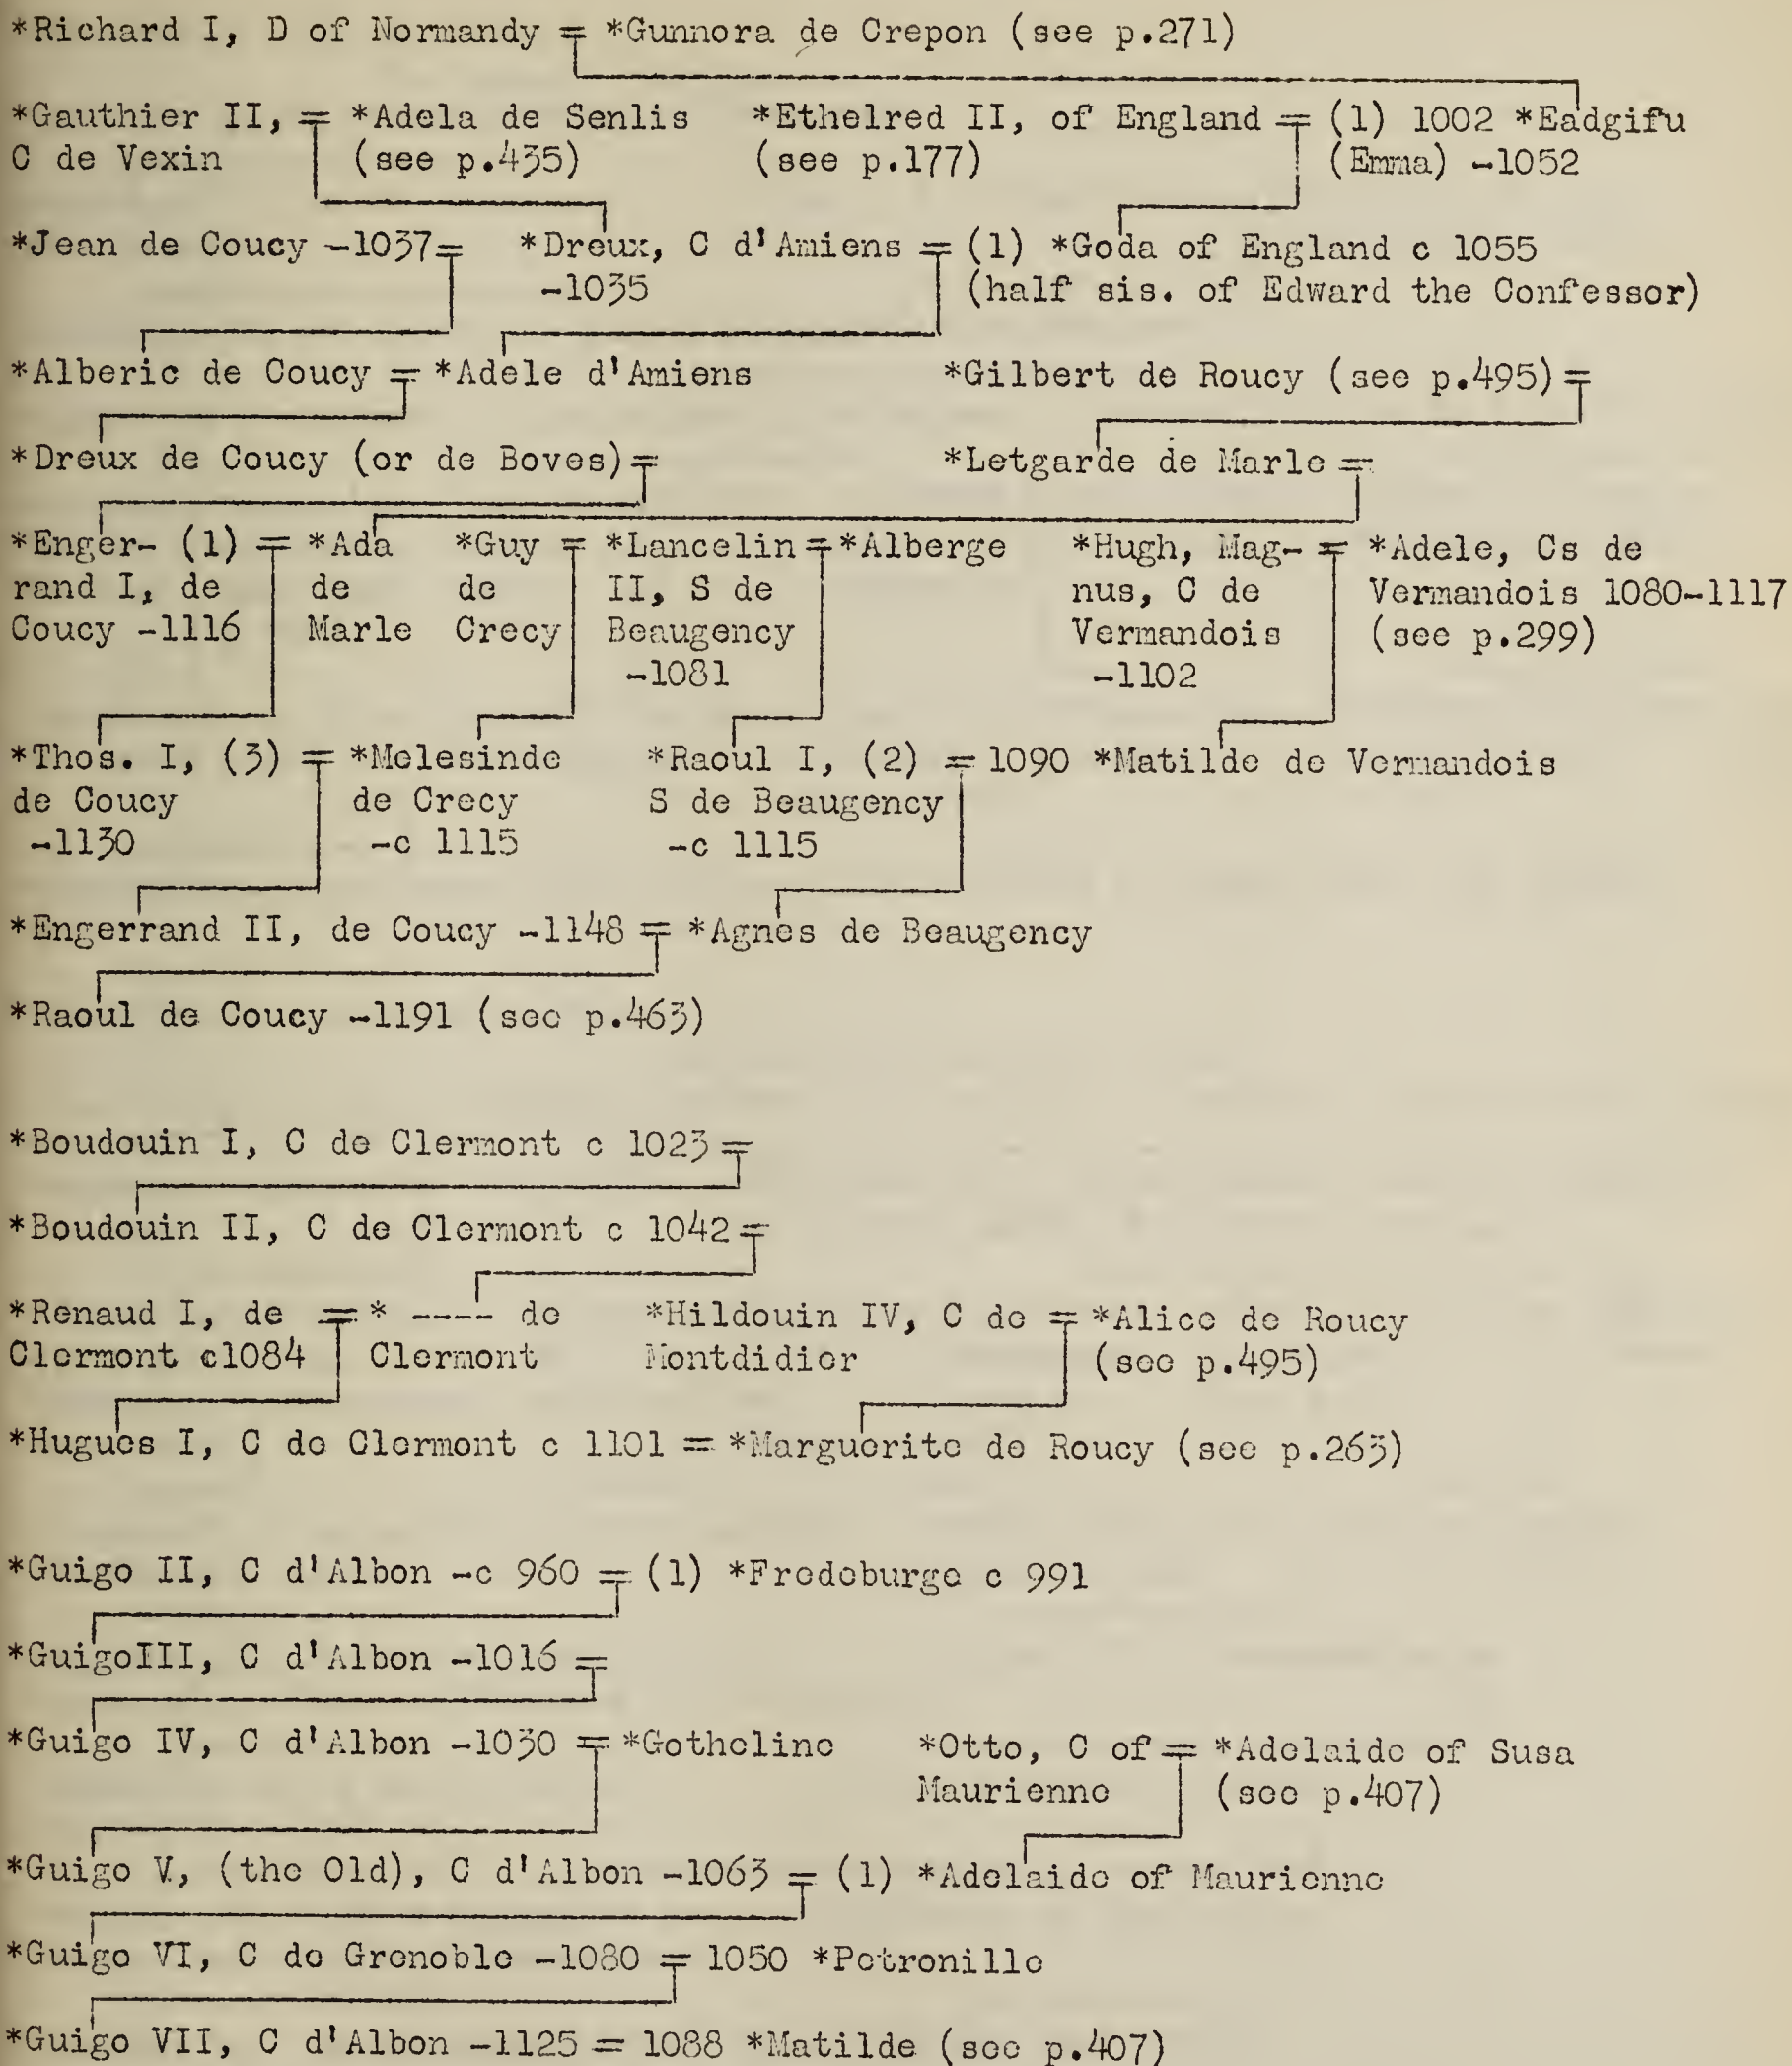 *Richard I, D of Normandy = *Gunnora de Crepon (see p.271)
*Gauthier II, = *Adela de Senlis *Ethelred II, of England = (1) 1002 *Eadgifu
C de Vexin (see p.435) (see p.177) (Emma) -1052
*Jean de Coucy -1037= *Dreux, C d'Amiens = (1) *Goda of England c 1055
-1035 (half sis. of Edward the Confessor)
*Alberic de Coucy = *Adele d'Amiens *Gilbert de Roucy (see p.495)=
*Dreux de Coucy (or de Boves)= *Letgarde de Marle =
*Enger- (1) = *Ada *Guy = *Lancelin = *Alberge *Hugh, Mag- = *Adele, Cs de
rand I, de de de II, S de nus, C de Vermandois 1080-1117
Coucy -1116 Marle Crecy Beaugency Vermandois (see p.299)
-1081 -1102
*Thos. I, (3) = *Melesinde *Raoul I, (2) = 1090 *Matilde de Vermandois
de Coucy de Crecy S de Beaugency
-1130 -c 1115 -c 1115
*Engerrand II, de Coucy -1148 = *Agnes de Beaugency
*Raoul de Coucy -1191 (see p.463)
*Boudouin I, C de Clermont c 1023 =
*Boudouin II, C de Clermont c 1042 =
*Renaud I, de = * ---- de *Hildouin IV, C de = *Alice de Roucy
Clermont c1084 Clermont Montdidier (see p.495)
*Hugues I, C de Clermont c 1101 = *Marguerite de Roucy (see p.263)
*Guigo II, C d'Albon -c 960 = (1) *Fredeburge c 991
*GuigoIII, C d'Albon -1016 =
*Guigo IV, C d'Albon -1030 = *Gotheline *Otto, C of = *Adelaide of Susa
Maurienne (see p.407)
*Guigo V, (the Old), C d'Albon -1063 = (1) *Adelaide of Maurienne
*Guigo VI, C de Grenoble -1080 = 1050 *Petronille
*Guigo VII, C d'Albon -1125 = 1088 *Matilde (see p.407)